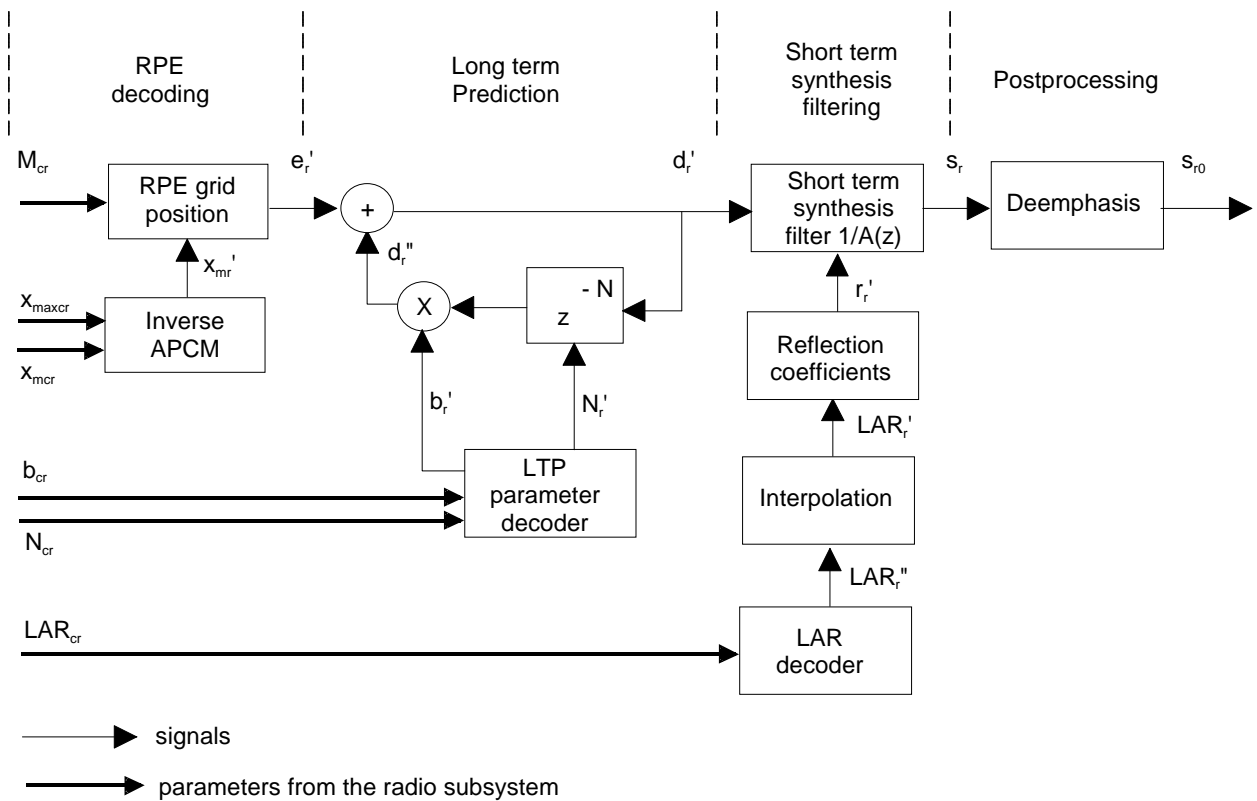 RPE
decoding
Long term
Prediction
Short term
synthesis
filtering
Postprocessing
M_cr
RPE grid
position
e_r'
+
d_r'
Short term
synthesis
filter 1/A(z)
s_r
Deemphasis
s_r0
x_mr'
d_r"
X
z^- N
r_r'
x_maxcr
Inverse
APCM
x_mcr
Reflection
coefficients
b_r'
N_r'
LAR_r'
b_cr
LTP
parameter
decoder
N_cr
Interpolation
LAR_r"
LAR_cr
LAR
decoder
signals
parameters from the radio subsystem